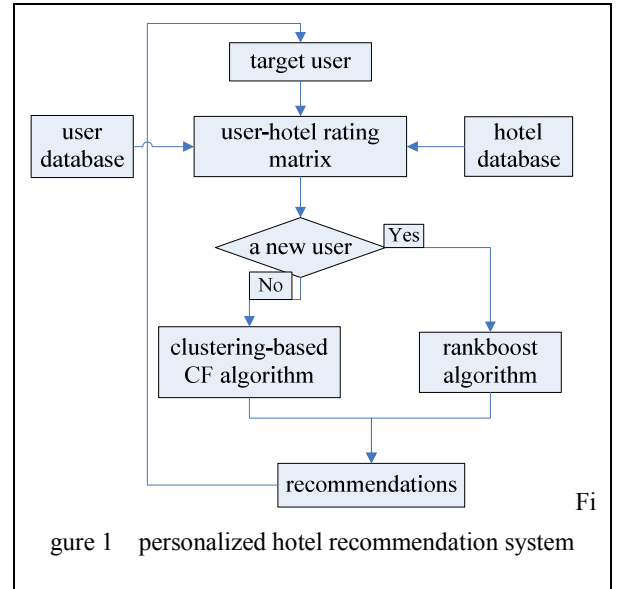 target user
user
database
user-hotel rating
matrix
hotel
database
a new user
Yes
No
clustering-based
CF algorithm
rankboost
algorithm
recommendations
Fi
gure 1 personalized hotel recommendation system